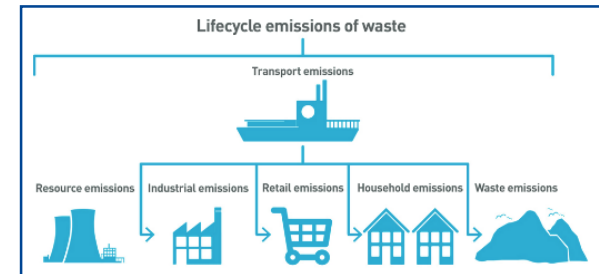 Lifecycle emissions of waste
Transport emissions
Resource emissions
Industrial emissions
Retail emissions
Household emissions
Waste emissions